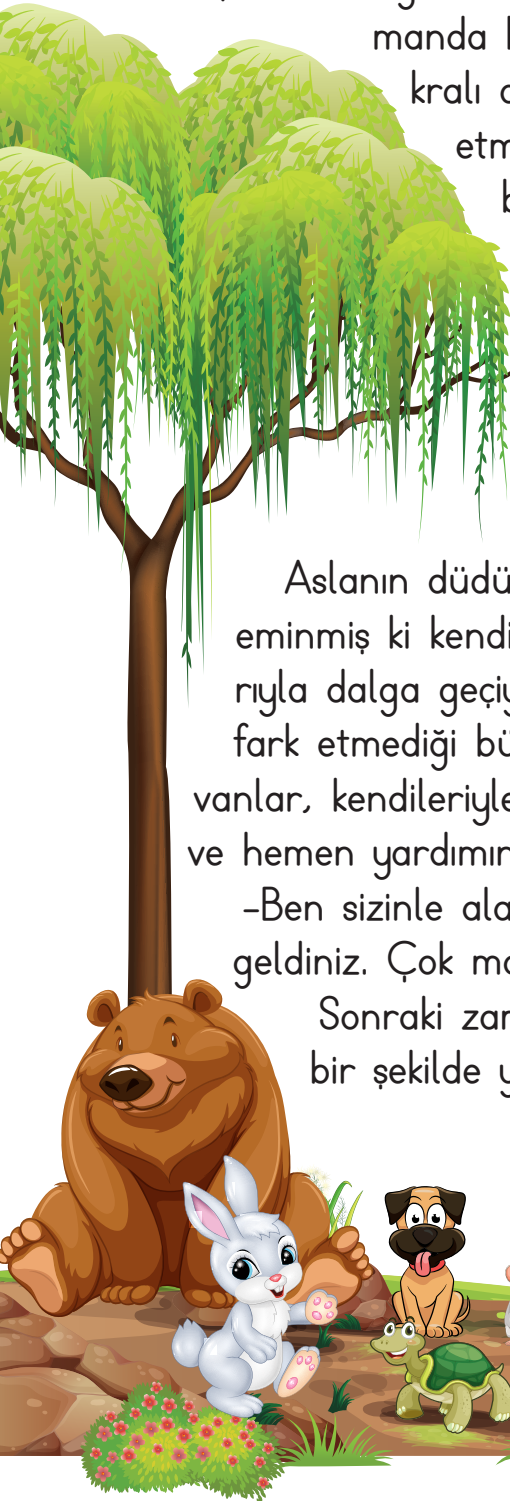 manda
kralı
etm
Aslanın düdü
eminmiş ki kendi
rıyla dalga geçiy
fark etmediği bü
vanlar, kendileriyle
ve hemen yardımın
-Ben sizinle ala
geldiniz. Çok ma
Sonraki zam
bir şekilde y